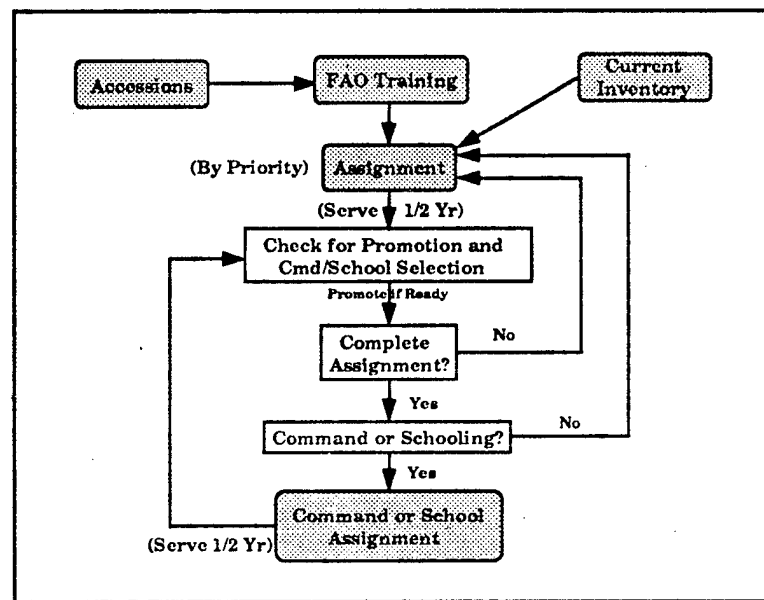 Accessions
FAO Training
Current
Inventory
(By Priority)
Assignment
(Serve 1/2 Yr)
Check for Promotion and
Cmd/School Selection
Promote if Ready
Complete
Assignment?
No
Yes
Command or Schooling?
No
Yes
Command or School
Assignment
(Serve 1/2 Yr)